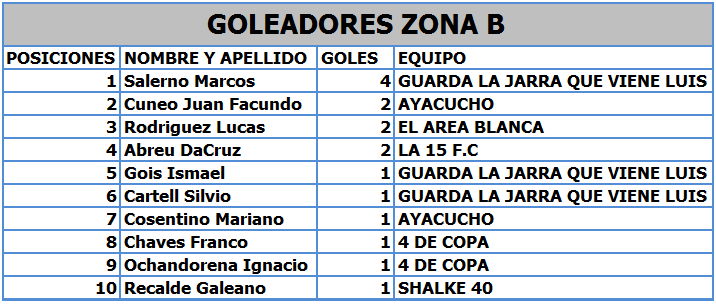 GOLEADORES ZONA B
POSICIONES NOMBRE Y APELLIDO GOLES EQUIPO
1 Salerno Marcos 4 GUARDA LA JARRA QUE VIENE LUIS
2 Cuneo Juan Facundo 2 AYACUCHO
3 Rodriguez Lucas 2 EL AREA BLANCA
4 Abreu DaCruz 2 LA 15 F.C
5 Gois Ismael 1 GUARDA LA JARRA QUE VIENE LUIS
6 Cartell Silvio 1 GUARDA LA JARRA QUE VIENE LUIS
7 Cosentino Mariano 1 AYACUCHO
8 Chaves Franco 1 4 DE COPA
9 Ochandorena Ignacio 1 4 DE COPA
10 Recalde Galeano 1 SHALKE 40